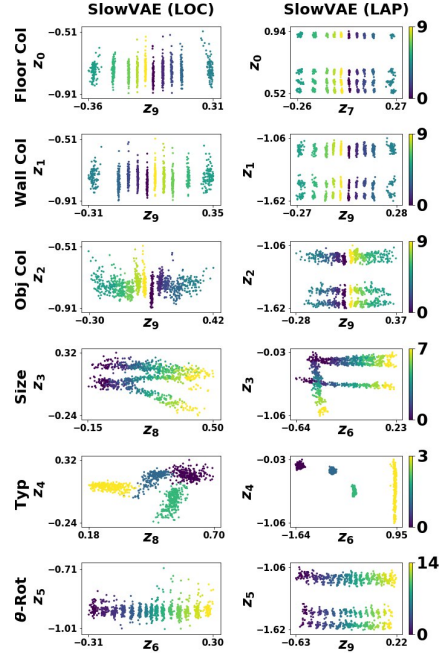 SlowVAE (LOC) SlowVAE (LAP)
Floor Col
z0
−0.51
−0.91
−0.36
z9
0.31
z0
0.94
0.52
−0.26
z7
0.27
9
0
Wall Col
z1
−0.51
−0.91
−0.31
z9
0.35
z1
−1.06
−1.62
−0.27
z9
0.28
9
0
Obj Col
z2
−0.51
−0.91
−0.30
z9
0.42
z2
−1.06
−1.62
−0.28
z9
0.37
9
0
Size
z3
0.32
−0.24
−0.15
z8
0.50
z3
−0.03
−1.06
−0.64
z6
0.23
7
0
Typ
z4
0.32
−0.24
0.18
z8
0.70
z4
−0.03
−1.06
−1.64
z6
0.95
3
0
θ-Rot
z5
−0.71
−1.01
−0.31
z6
0.30
z5
−1.06
−1.62
−0.31
z9
0.22
14
0